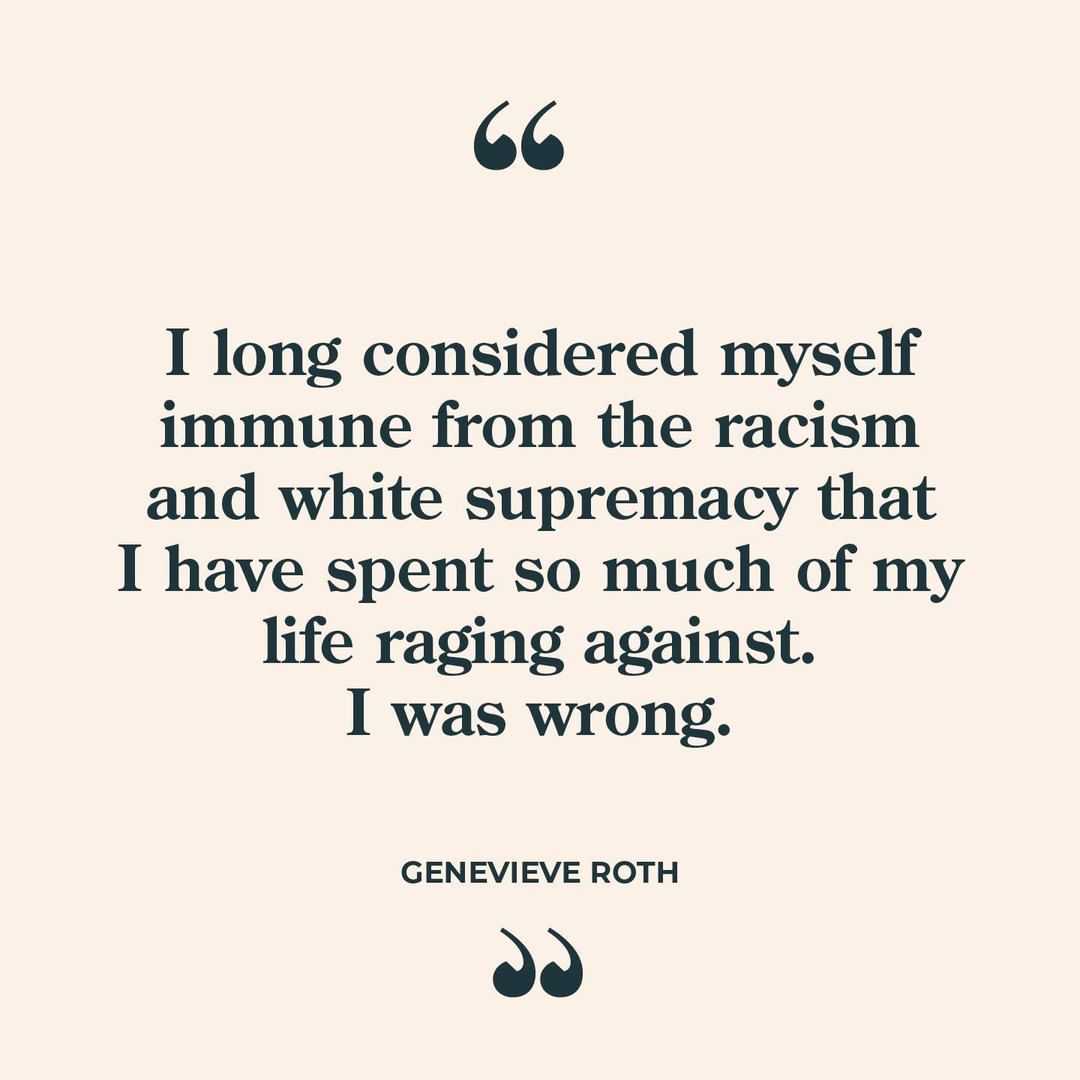 “
I long considered myself
immune from the racism
and white supremacy that
I have spent so much of my
life raging against.
I was wrong.
GENEVIEVE ROTH
”